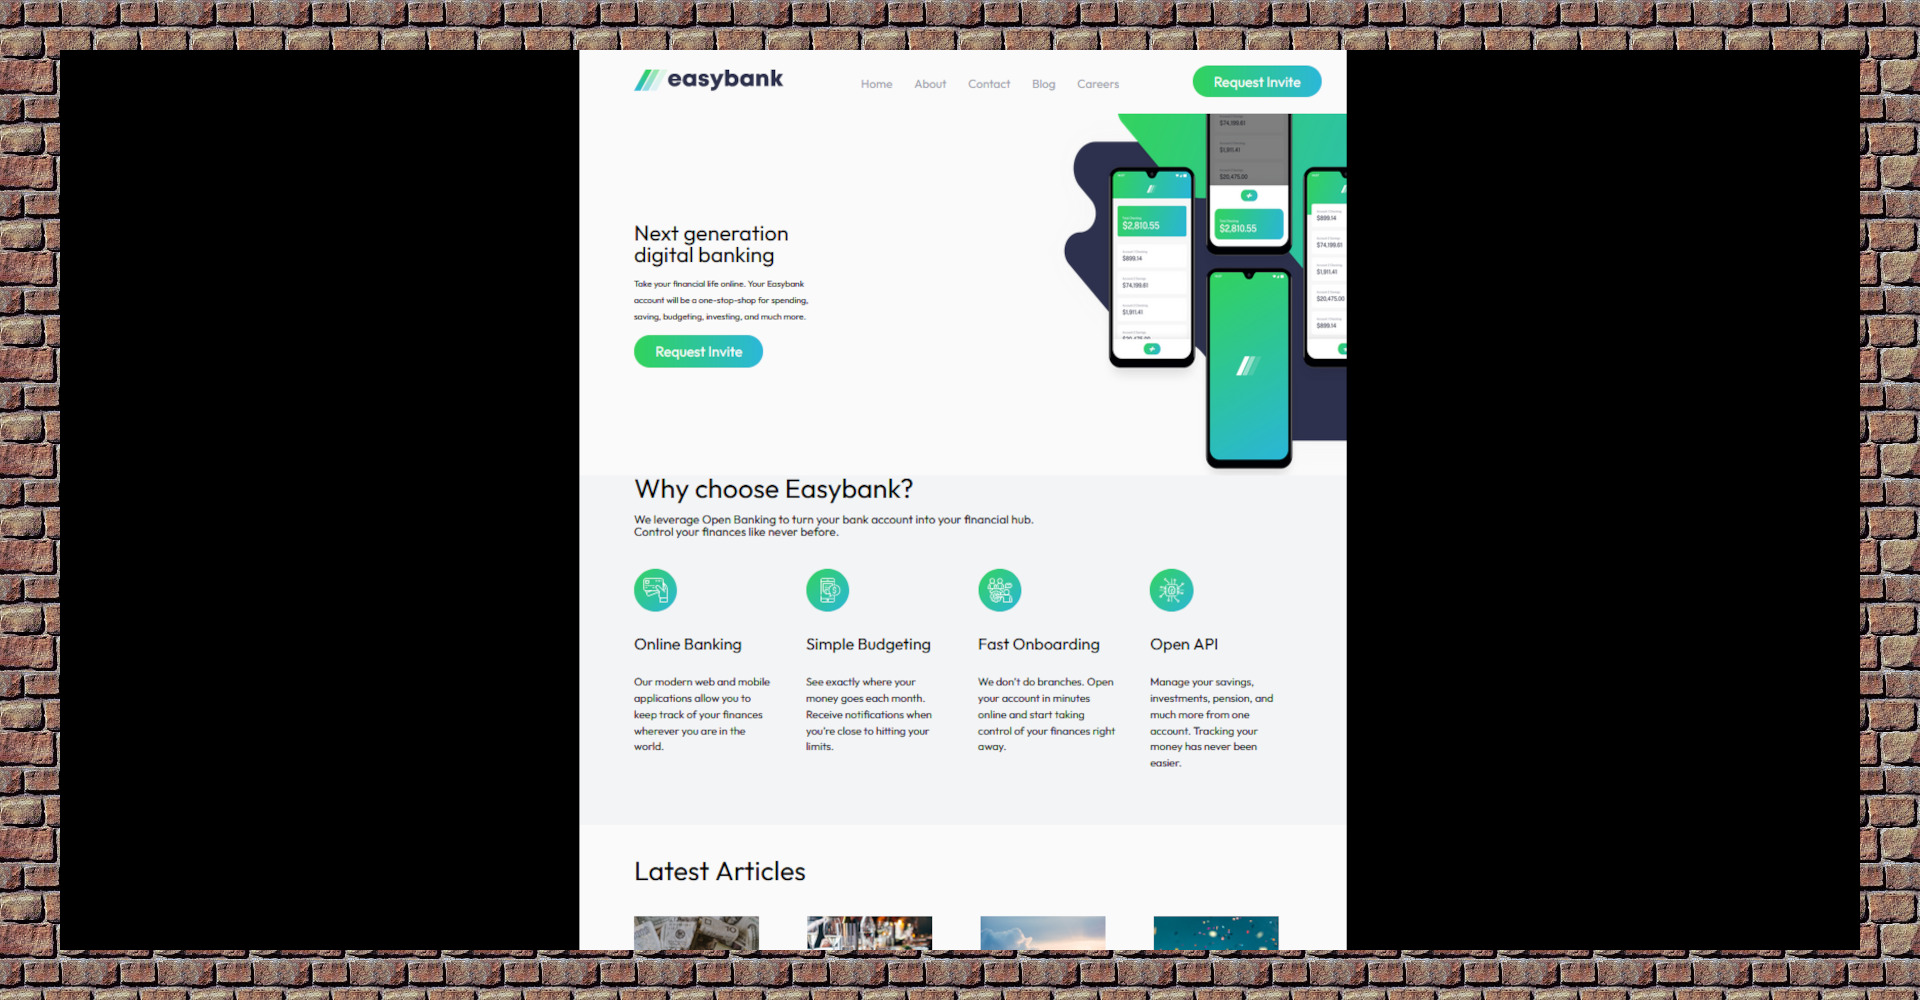 easybank
Home About Contact Blog Careers
Request Invite
Next generation
digital banking
Take your financial life online. Your Easybank
account will be a one-stop-shop for spending,
saving, budgeting, investing, and much more.
Request Invite
$2,810.55
$899.14
$74,199.61
$1,911.41
$74,199.61
$1,911.41
$20,475.00
$2,810.55
$899.14
$74,199.61
$1,911.41
$20,475.00
$899.14
Why choose Easybank?
We leverage Open Banking to turn your bank account into your financial hub.
Control your finances like never before.
Online Banking
Our modern web and mobile
applications allow you to
keep track of your finances
wherever you are in the
world.
Simple Budgeting
See exactly where your
money goes each month.
Receive notifications when
you're close to hitting your
limits.
Fast Onboarding
We don't do branches. Open
your account in minutes
online and start taking
control of your finances right
away.
Open API
Manage your savings,
investments, pension, and
much more from one
account. Tracking your
money has never been
easier.
Latest Articles